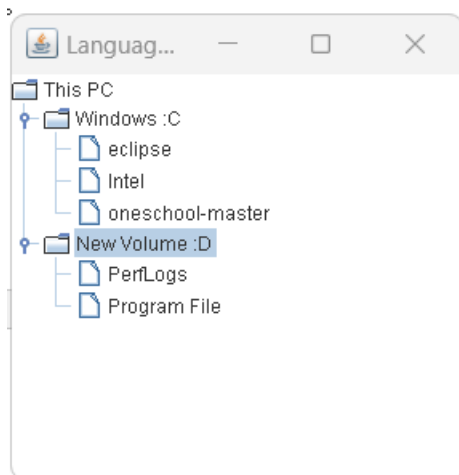 Languag...
This PC
Windows :C
eclipse
Intel
oneschool-master
New Volume :D
PerfLogs
Program File